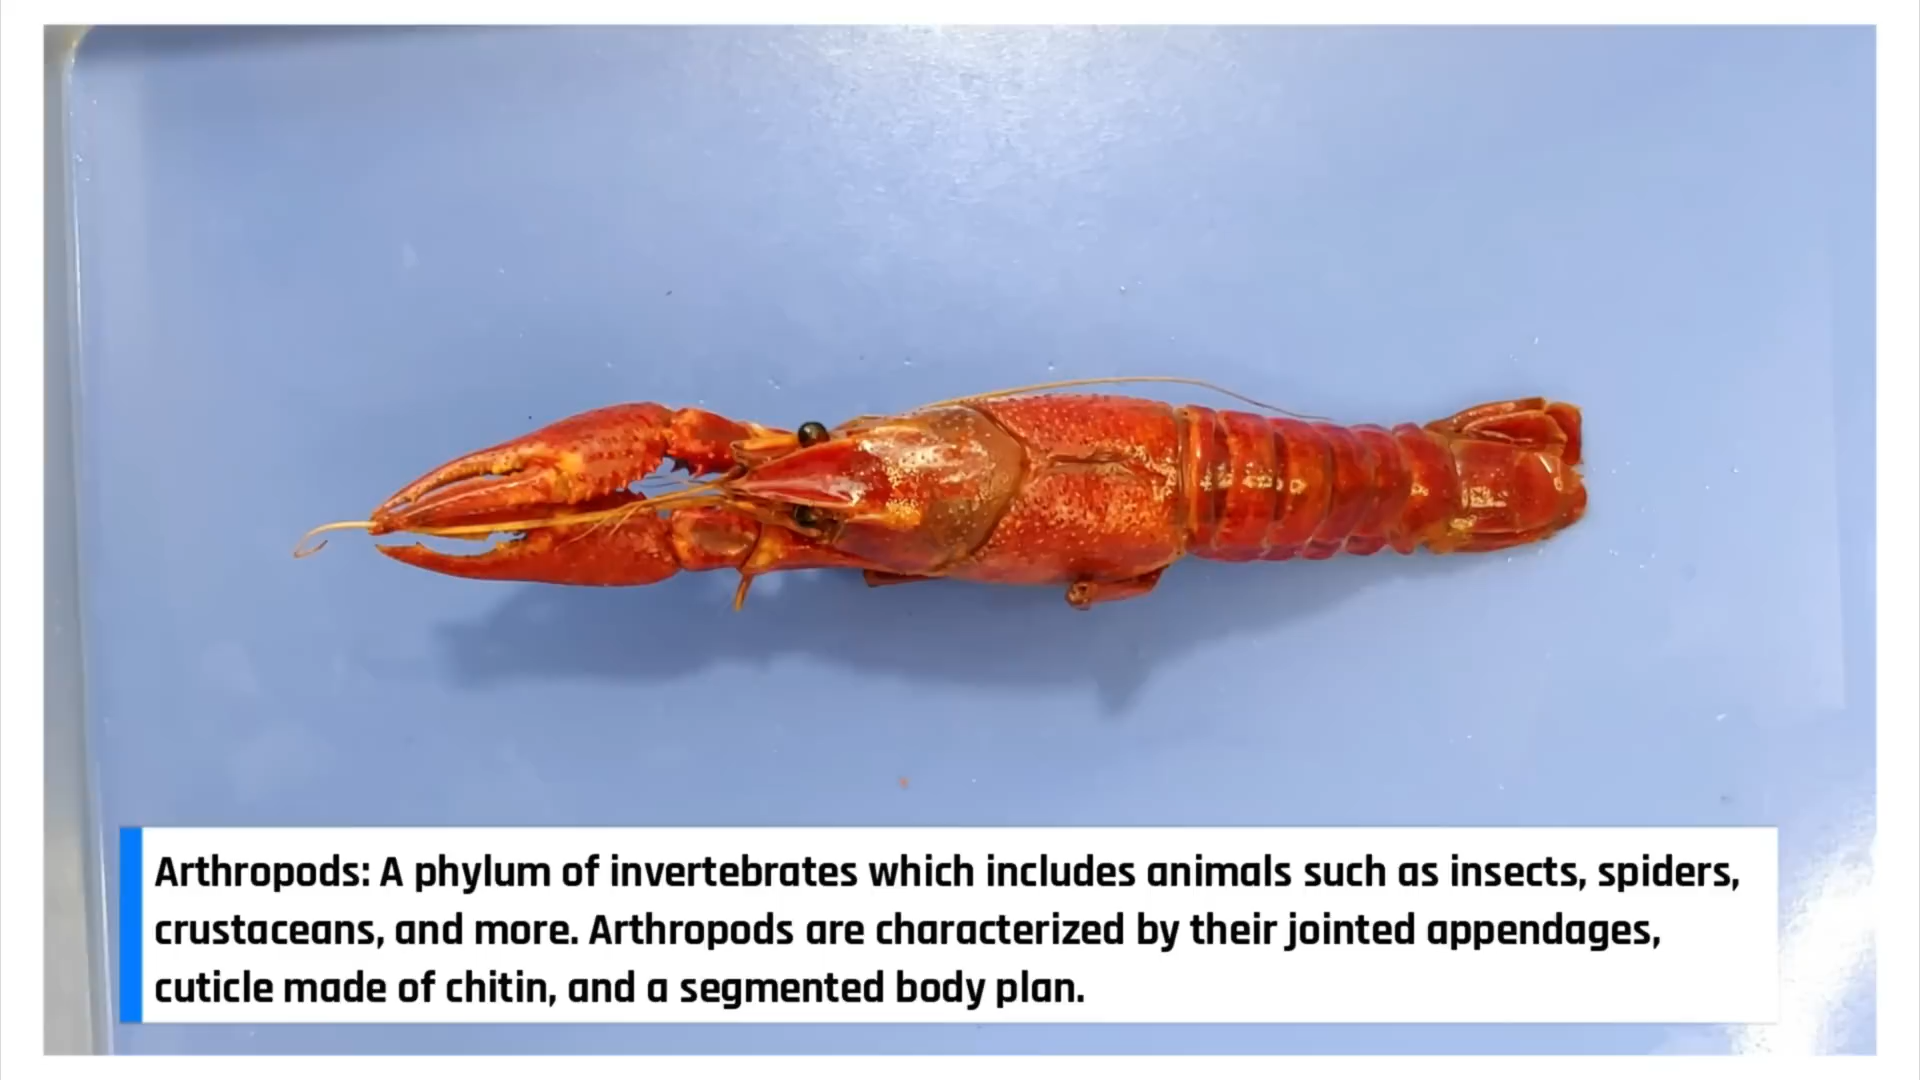 Arthropods: A phylum of invertebrates which includes animals such as insects, spiders,
crustaceans, and more. Arthropods are characterized by their jointed appendages,
cuticle made of chitin, and a segmented body plan.